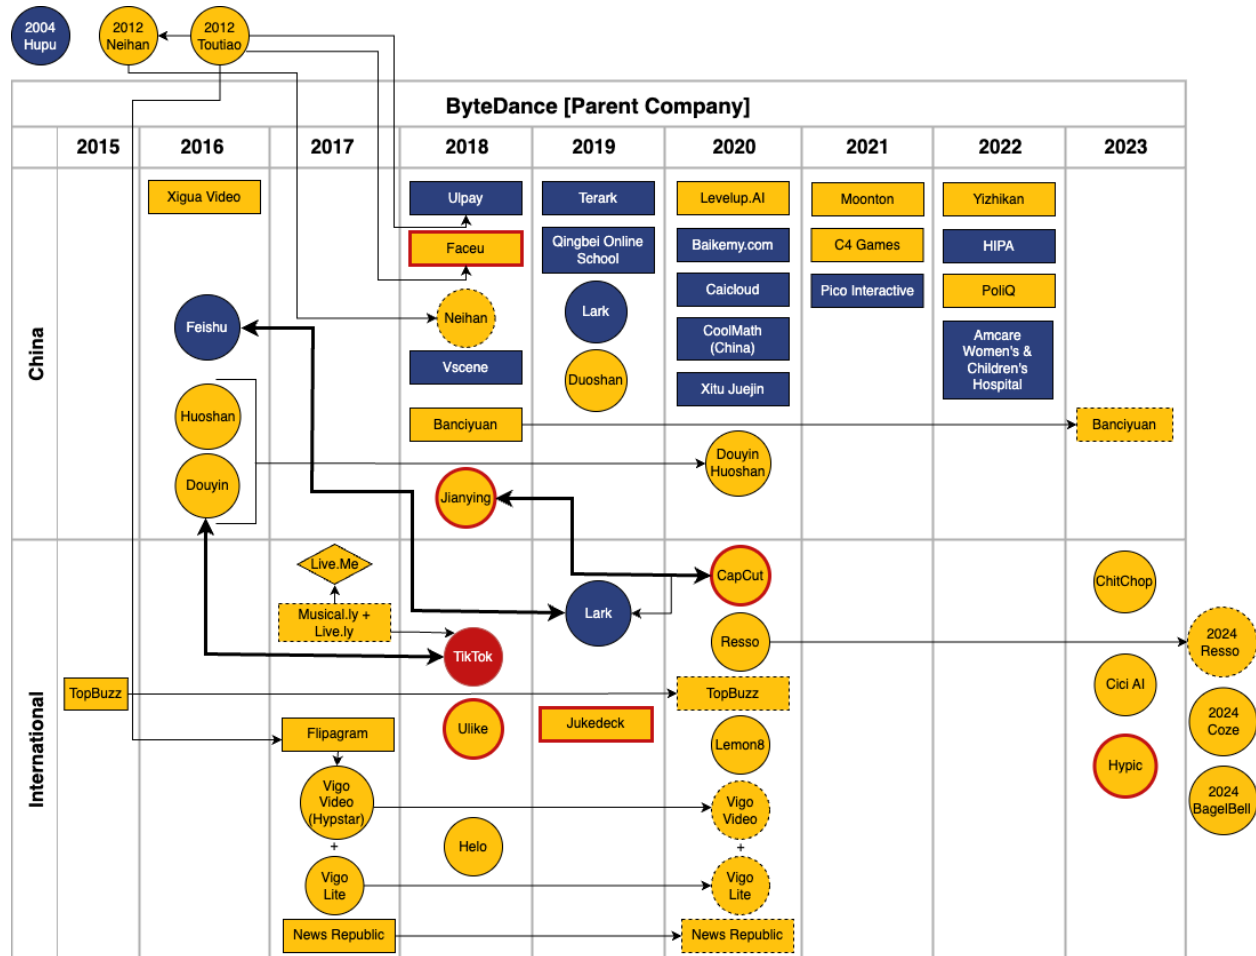 2004
Hupu
2012
Neihan
2012
Toutiao
ByteDance [Parent Company]
2015
2016
2017
2018
2019
2020
2021
2022
2023
China
Xigua Video
Ulpay
Terark
Levelup.AI
Moonton
Yizhikan
Faceu
Qingbei Online
School
Baikemy.com
C4 Games
HIPA
Caicloud
Pico Interactive
PoliQ
Feishu
Neihan
Lark
CoolMath
(China)
Amcare
Women's &
Children's
Hospital
Vscene
Duoshan
Xitu Juejin
Huoshan
Banciyuan
Banciyuan
Douyin
Huoshan
Douyin
Jianying
International
Live.Me
CapCut
ChitChop
Musical.ly +
Live.ly
Lark
TikTok
Resso
2024
Resso
TopBuzz
TopBuzz
Cici AI
Flipagram
Ulike
Jukedeck
Lemon8
2024
Coze
Hypic
Vigo
Video
(Hypstar)
Vigo
Video
2024
BagelBell
+
Helo
+
Vigo
Lite
Vigo
Lite
News Republic
News Republic